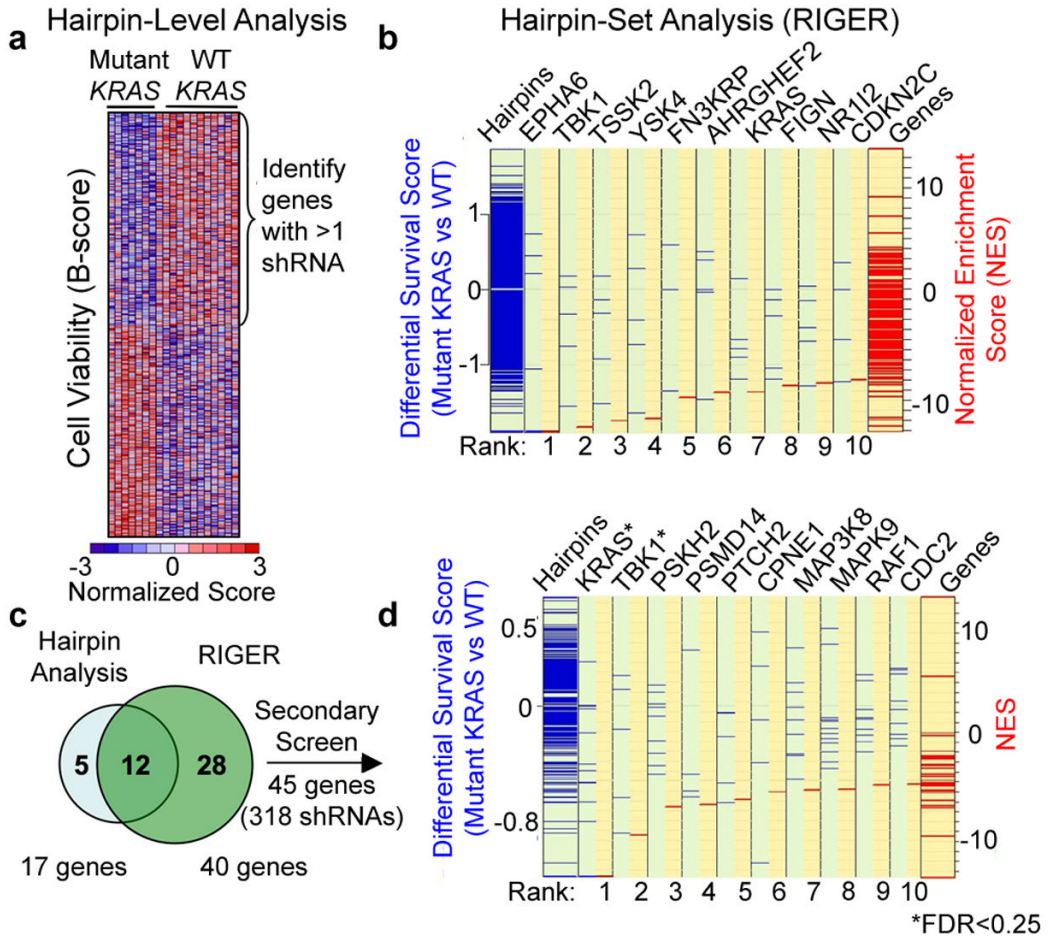 a
Hairpin-Level Analysis
Mutant WT
KRAS KRAS
Cell Viability (B-score)
Identify
genes
with >1
shRNA
-3 0 3
Normalized Score
b
Hairpin-Set Analysis (RIGER)
Hairpins
EPHA6
TBK1
TSSK2
YSK4
FN3KRP
AHRGHEF2
KRAS
FIGN
NR1I2
CDKN2C
Genes
Differential Survival Score
(Mutant KRAS vs WT)
1
0
-1
10
0
-10
Normalized Enrichment
Score (NES)
Rank: 1 2 3 4 5 6 7 8 9 10
c
Hairpin
Analysis
RIGER
5 12 28
17 genes 40 genes
Secondary
Screen
45 genes
(318 shRNAs)
d
Hairpins
KRAS*
TBK1*
PSKH2
PSMD14
PTCH2
CPNE1
MAP3K8
MAPK9
RAF1
CDC2
Genes
Differential Survival Score
(Mutant KRAS vs WT)
0.5
0
-0.8
10
0
-10
NES
Rank: 1 2 3 4 5 6 7 8 9 10
*FDR<0.25